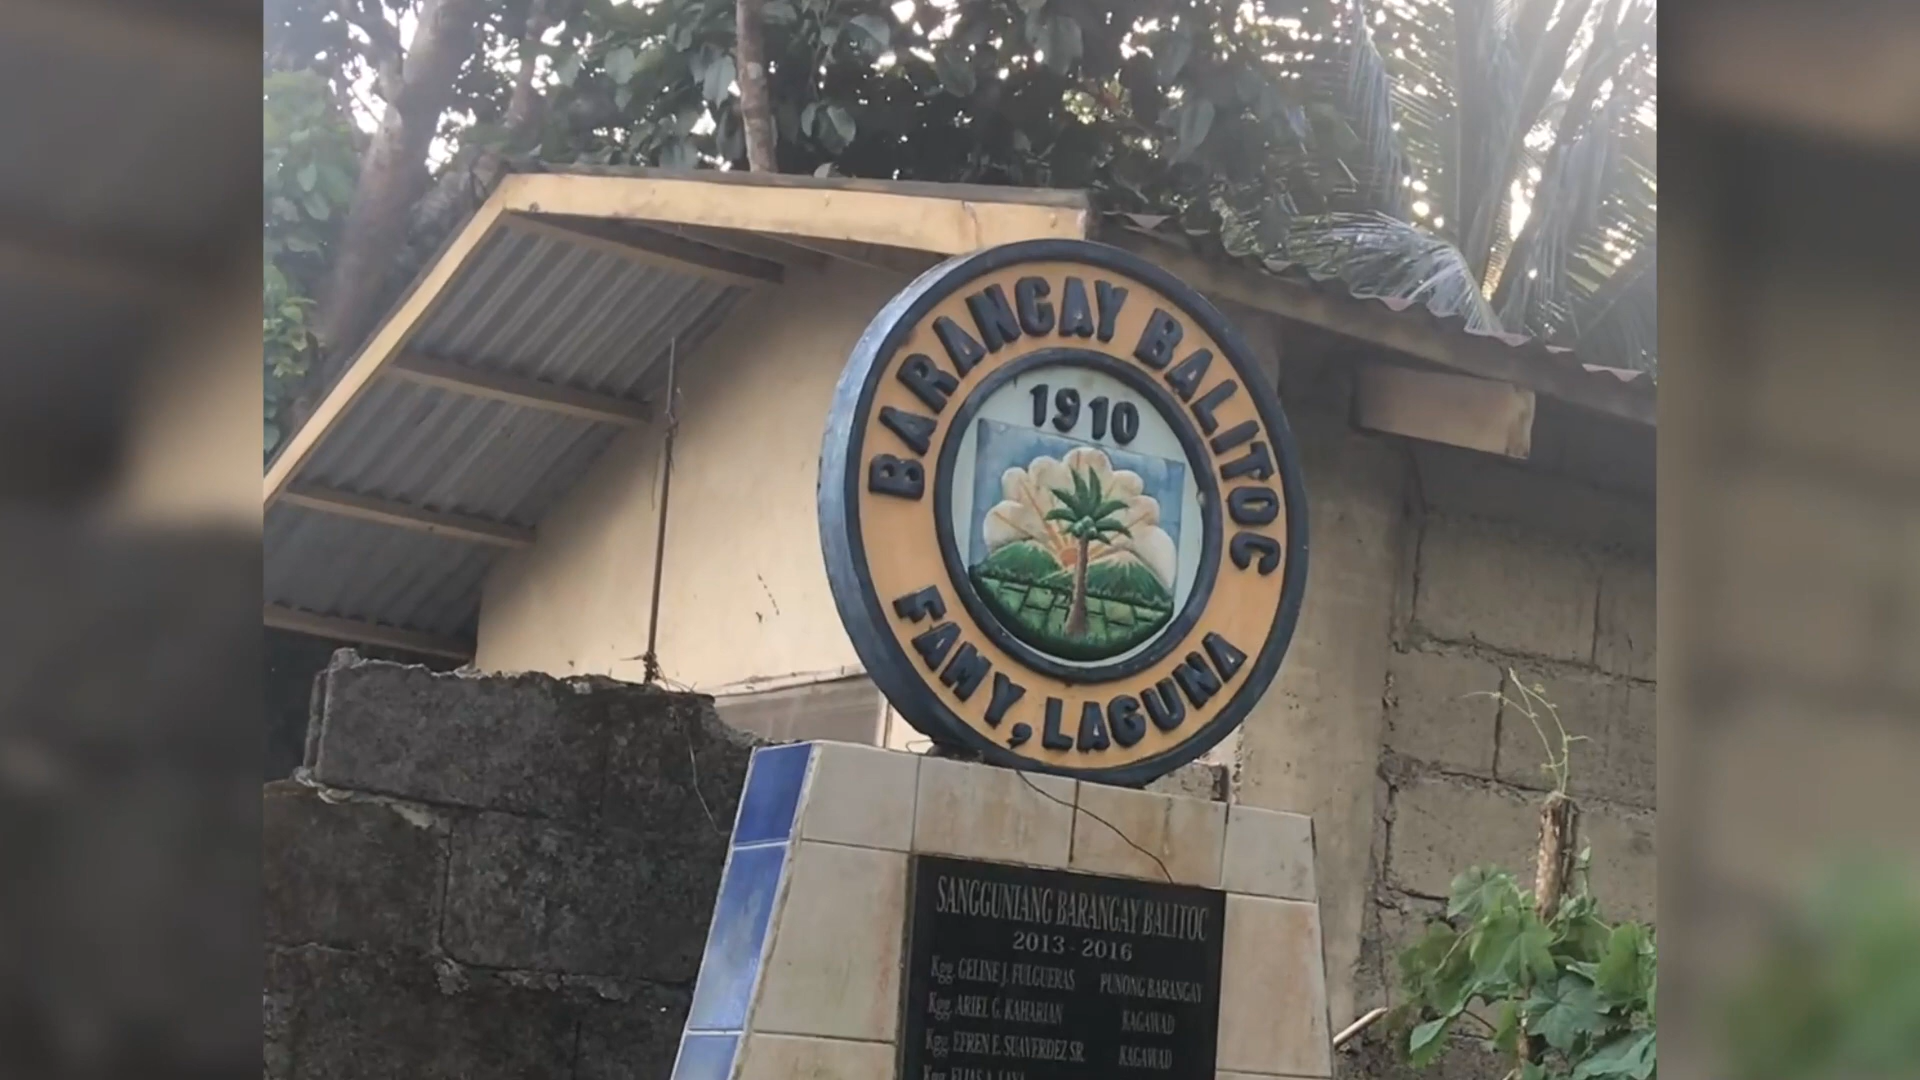 BARANGAY BALITOC
1910
FAMY, LAGUNA
SANGGUNIANG BARANGAY BALITOC
2013 - 2016
Kgg. GELINE J. FULGUERAS PUNONG BARANGAY
Kgg. ARIEL G. KAHARIAN KAGAWAD
Kgg. EFREN E. SUAVERDEZ SR. KAGAWAD
Kgg.